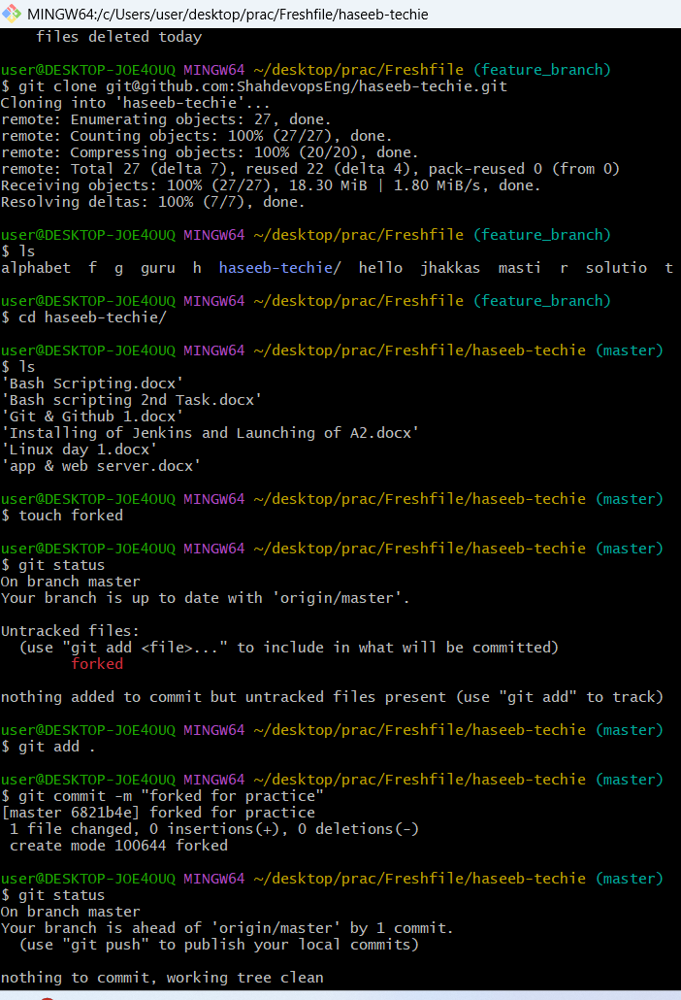 MINGW64:/c/Users/user/desktop/prac/Freshfile/haseeb-techie
files deleted today
user@DESKTOP-JOE4OUQ MINGW64 ~/desktop/prac/Freshfile (feature_branch)
$ git clone git@github.com:ShahdevopsEng/haseeb-techie.git
Cloning into 'haseeb-techie'...
remote: Enumerating objects: 27, done.
remote: Counting objects: 100% (27/27), done.
remote: Compressing objects: 100% (20/20), done.
remote: Total 27 (delta 7), reused 22 (delta 4), pack-reused 0 (from 0)
Receiving objects: 100% (27/27), 18.30 MiB | 1.80 MiB/s, done.
Resolving deltas: 100% (7/7), done.
user@DESKTOP-JOE4OUQ MINGW64 ~/desktop/prac/Freshfile (feature_branch)
$ ls
alphabet  f  g  guru  h  haseeb-techie/  hello  jhakkas  masti  r  solutio  t
user@DESKTOP-JOE4OUQ MINGW64 ~/desktop/prac/Freshfile (feature_branch)
$ cd haseeb-techie/
user@DESKTOP-JOE4OUQ MINGW64 ~/desktop/prac/Freshfile/haseeb-techie (master)
$ ls
'Bash Scripting.docx'
'Bash scripting 2nd Task.docx'
'Git & Github 1.docx'
'Installing of Jenkins and Launching of A2.docx'
'Linux day 1.docx'
'app & web server.docx'
user@DESKTOP-JOE4OUQ MINGW64 ~/desktop/prac/Freshfile/haseeb-techie (master)
$ touch forked
user@DESKTOP-JOE4OUQ MINGW64 ~/desktop/prac/Freshfile/haseeb-techie (master)
$ git status
On branch master
Your branch is up to date with 'origin/master'.
Untracked files:
(use "git add <file>..." to include in what will be committed)
forked
nothing added to commit but untracked files present (use "git add" to track)
user@DESKTOP-JOE4OUQ MINGW64 ~/desktop/prac/Freshfile/haseeb-techie (master)
$ git add .
user@DESKTOP-JOE4OUQ MINGW64 ~/desktop/prac/Freshfile/haseeb-techie (master)
$ git commit -m "forked for practice"
[master 6821b4e] forked for practice
1 file changed, 0 insertions(+), 0 deletions(-)
create mode 100644 forked
user@DESKTOP-JOE4OUQ MINGW64 ~/desktop/prac/Freshfile/haseeb-techie (master)
$ git status
On branch master
Your branch is ahead of 'origin/master' by 1 commit.
(use "git push" to publish your local commits)
nothing to commit, working tree clean